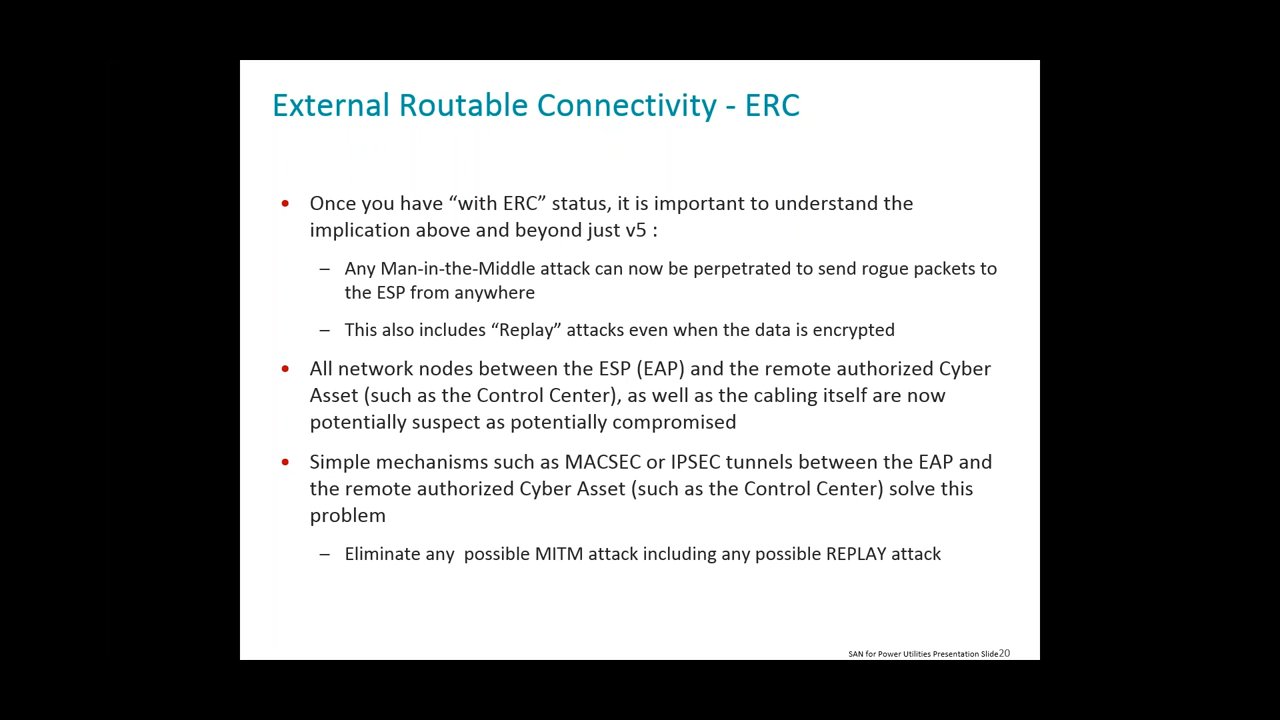 External Routable Connectivity - ERC
• Once you have “with ERC” status, it is important to understand the
implication above and beyond just v5 :
– Any Man-in-the-Middle attack can now be perpetrated to send rogue packets to
the ESP from anywhere
– This also includes “Replay” attacks even when the data is encrypted
• All network nodes between the ESP (EAP) and the remote authorized Cyber
Asset (such as the Control Center), as well as the cabling itself are now
potentially suspect as potentially compromised
• Simple mechanisms such as MACSEC or IPSEC tunnels between the EAP and
the remote authorized Cyber Asset (such as the Control Center) solve this
problem
– Eliminate any  possible MITM attack including any possible REPLAY attack
SAN for Power Utilities Presentation Slide20